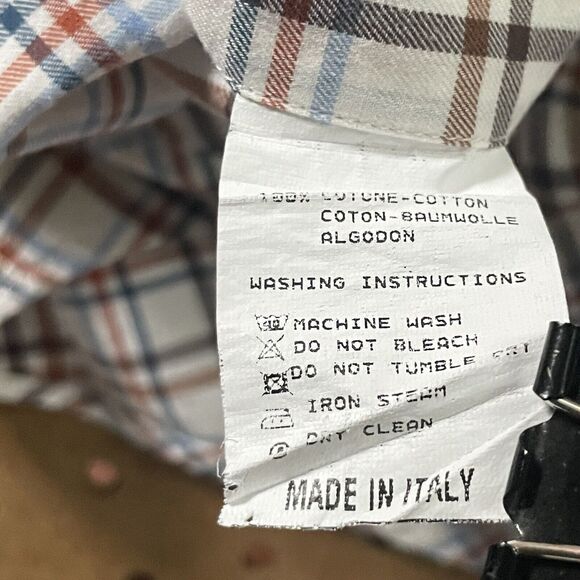 100% COTONE-COTTON
COTON-BAUMWOLLE
ALGODON
WASHING INSTRUCTIONS
MACHINE WASH
DO NOT BLEACH
DO NOT TUMBLE DRY
IRON STEAM
DRY CLEAN
MADE IN ITALY